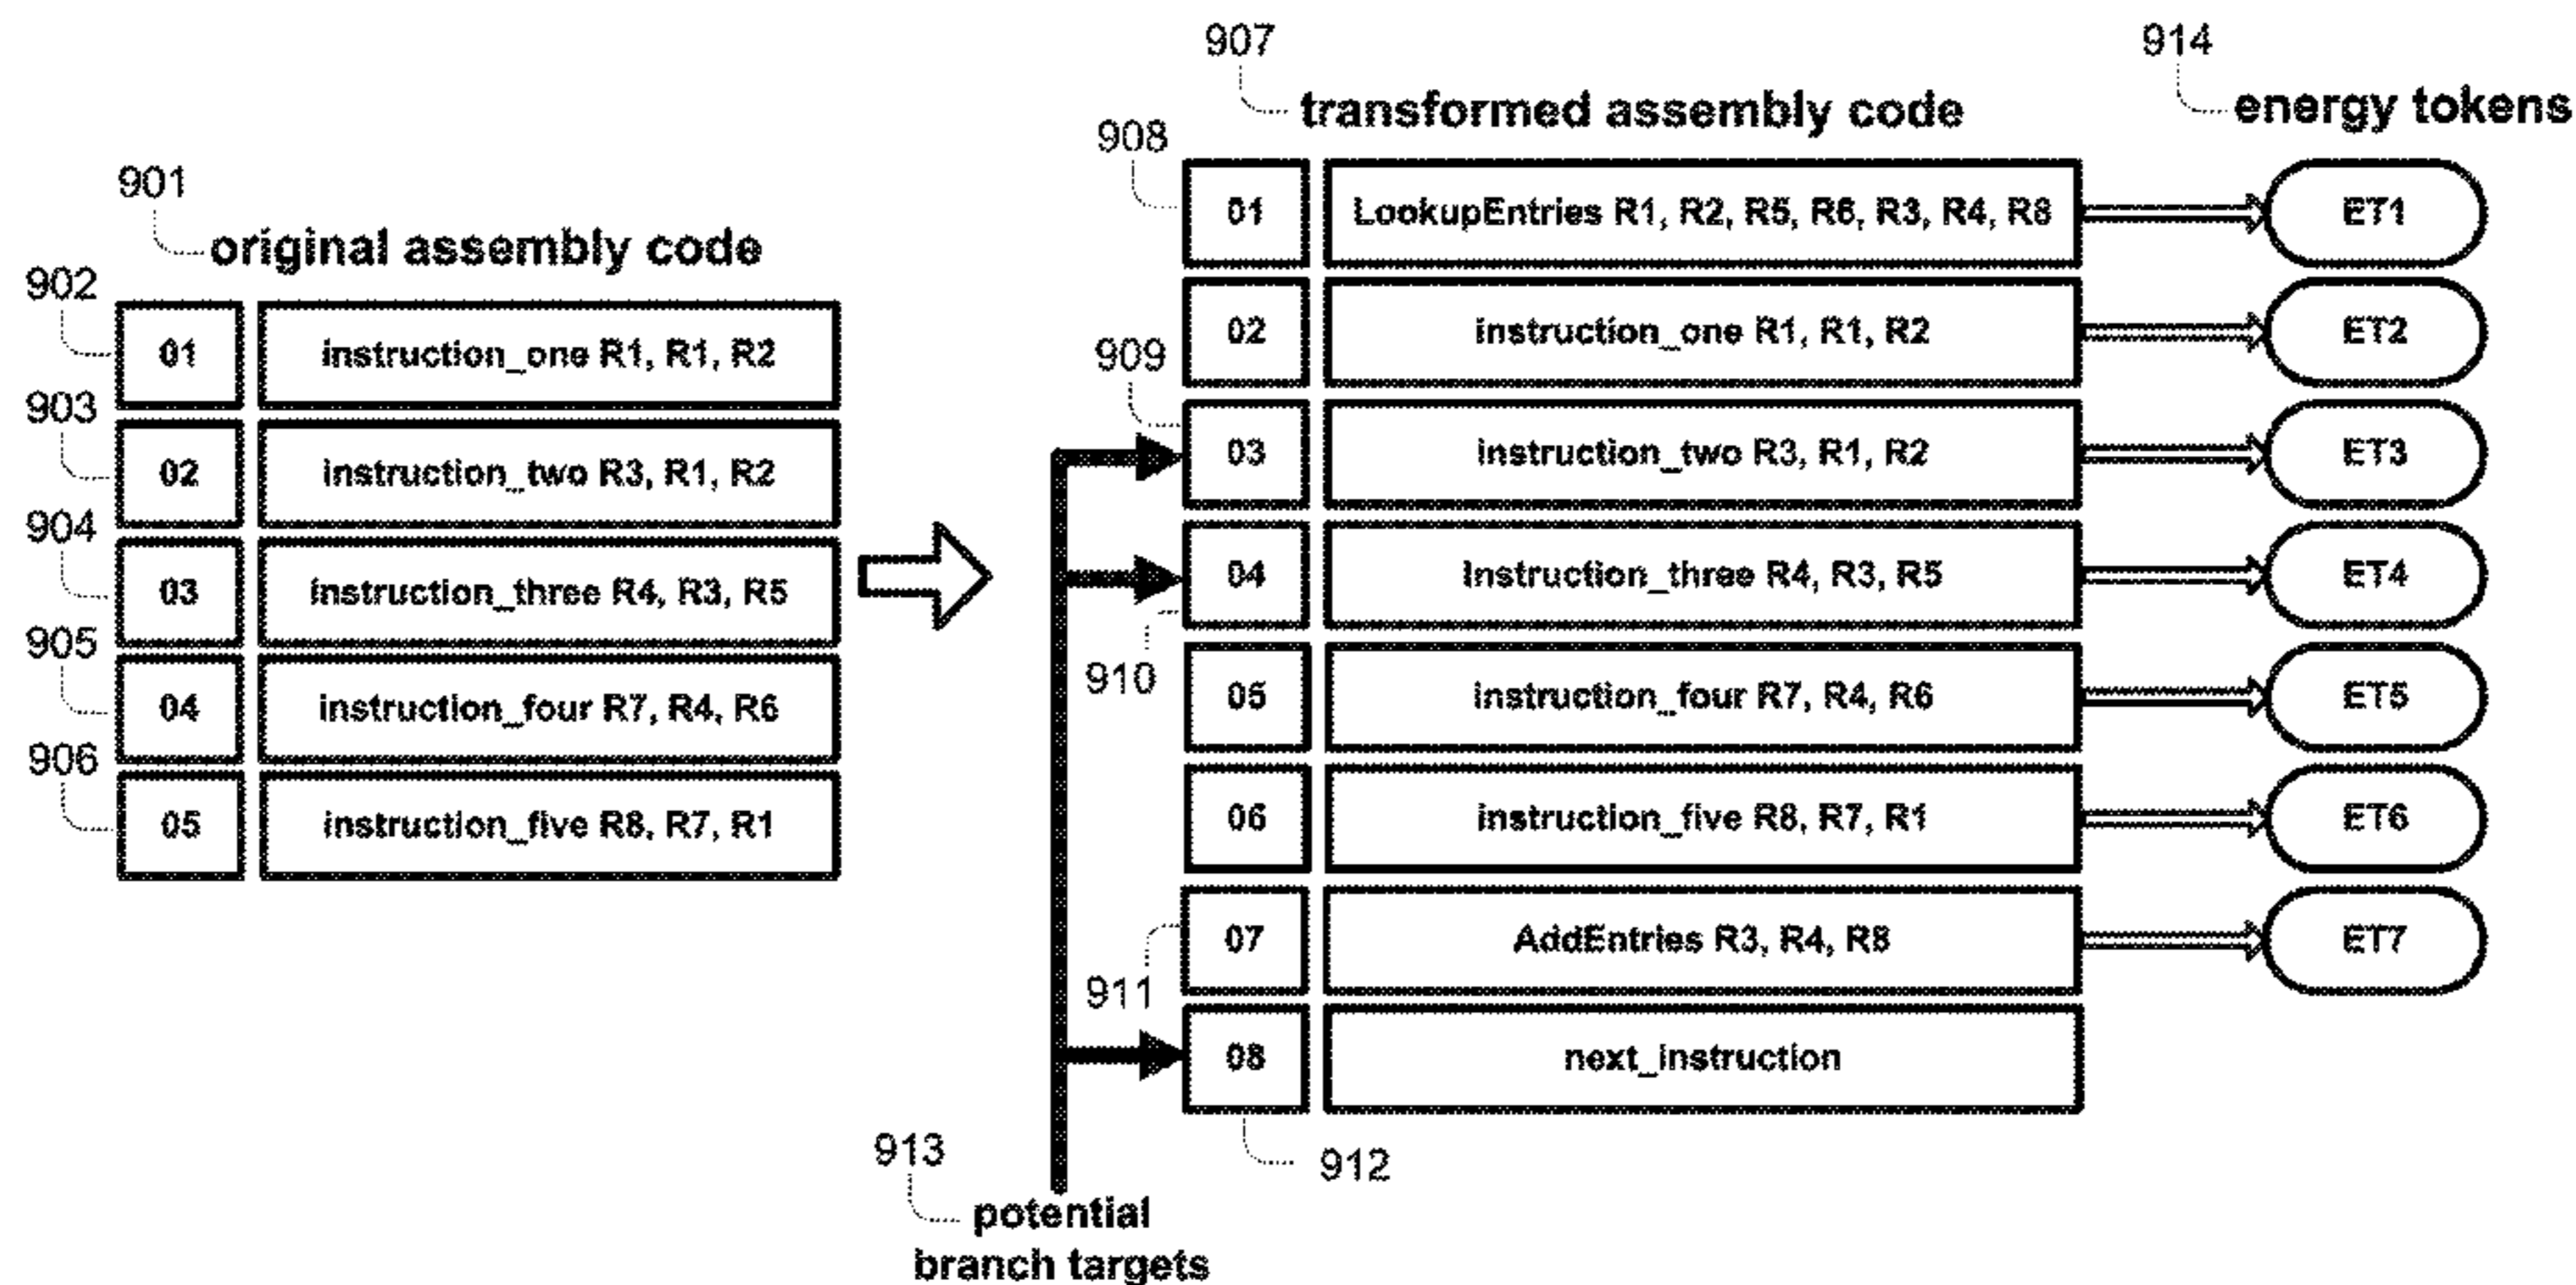 901
original assembly code
902
01 instruction_one R1, R1, R2
903
02 instruction_two R3, R1, R2
904
03 instruction_three R4, R3, R5
905
04 instruction_four R7, R4, R6
906
05 instruction_five R8, R7, R1
907
transformed assembly code
908
01 LookupEntries R1, R2, R5, R6, R3, R4, R8
02 instruction_one R1, R1, R2
909
03 instruction_two R3, R1, R2
04 Instruction_three R4, R3, R5
910
05 instruction_four R7, R4, R6
06 instruction_five R8, R7, R1
07 AddEntries R3, R4, R8
911
08 next_instruction
912
913
potential
branch targets
914
energy tokens
ET1
ET2
ET3
ET4
ET5
ET6
ET7